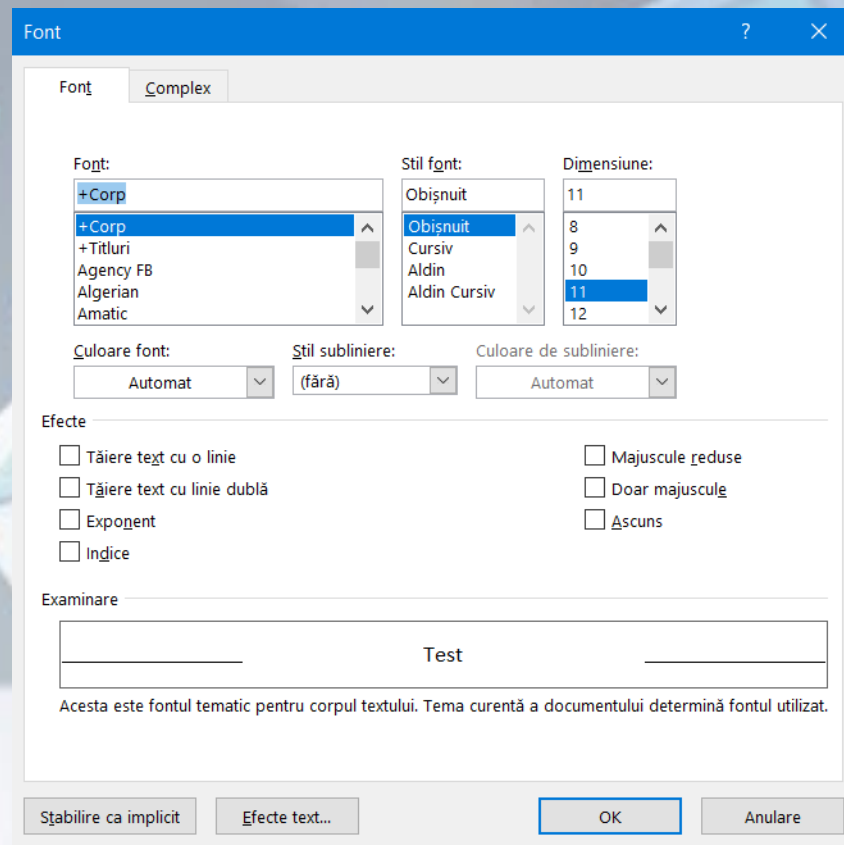 Font
Font Complex
Font: Stil font: Dimensiune:
+Corp Obișnuit 11
+Corp Obișnuit 8
+Titluri Cursiv 9
Agency FB Aldin 10
Algerian Aldin Cursiv 11
Amatic 12
Culoare font: Stil subliniere: Culoare de subliniere:
Automat (fără) Automat
Efecte
Tăiere text cu o linie Majuscule reduse
Tăiere text cu linie dublă Doar majuscule
Exponent Ascuns
Indice
Examinare
Test
Acesta este fontul tematic pentru corpul textului. Tema curentă a documentului determină fontul utilizat.
Stabilire ca implicit Efecte text... OK Anulare